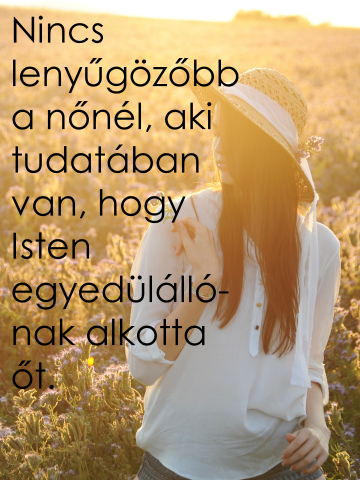 Nincs
lenyűgözőbb
a nőnél, aki
tudatában
van, hogy
Isten
egyedülálló-
nak alkotta
őt.